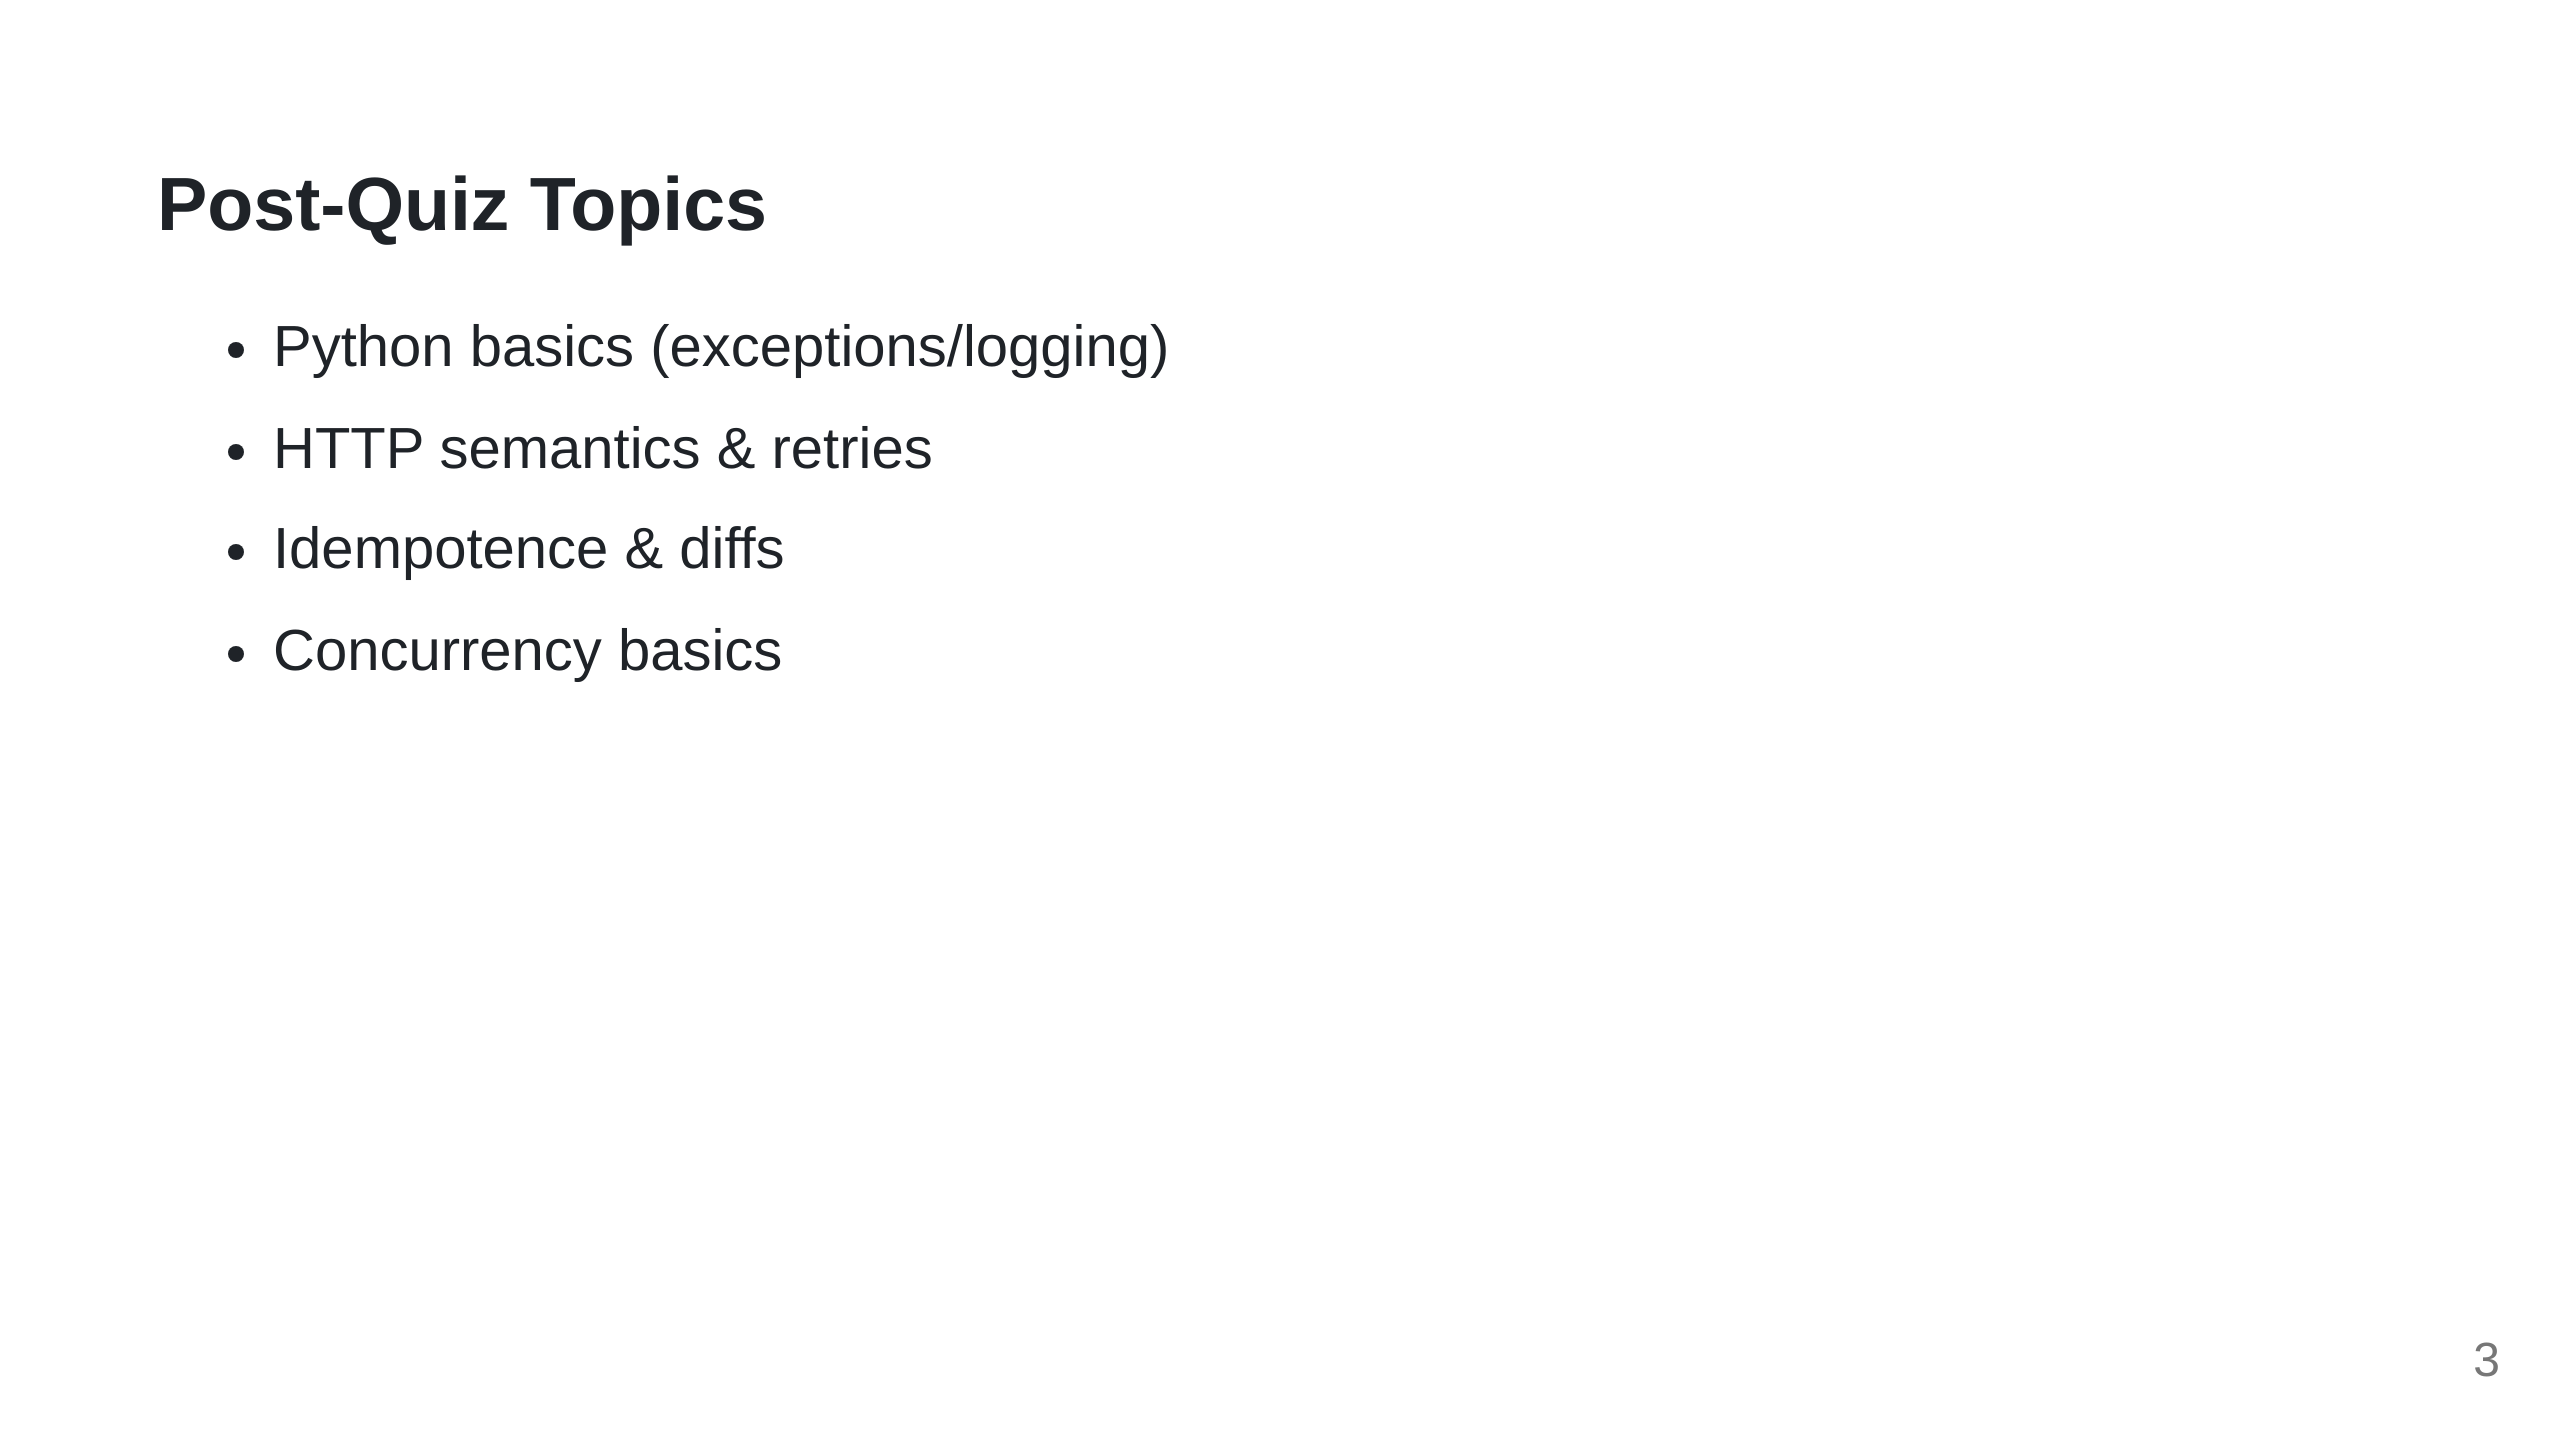 Post-Quiz Topics
• Python basics (exceptions/logging)
• HTTP semantics & retries
• Idempotence & diffs
• Concurrency basics
3